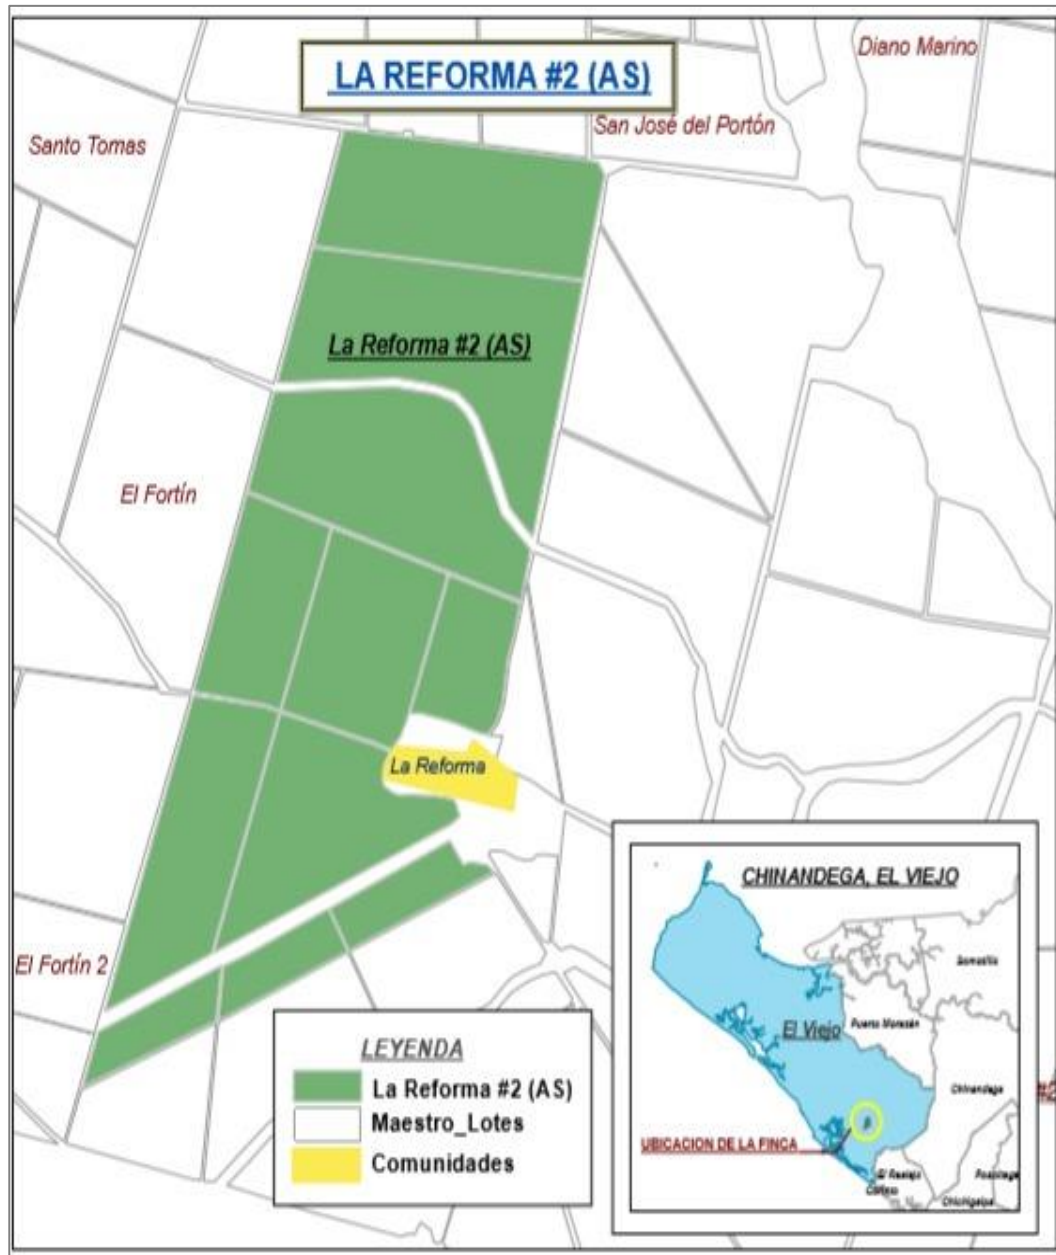 LA REFORMA #2 (AS)
Diano Marino
San José del Portón
Santo Tomas
La Reforma #2 (AS)
El Fortín
La Reforma
El Fortín 2
LEYENDA
La Reforma #2 (AS)
Maestro_Lotes
Comunidades
CHINANDEGA, EL VIEJO
Somotillo
El Viejo
Puerto Morazán
Chinandega
#2
UBICACION DE LA FINCA
El Realejo
Corinto
Posoltega
Chichigalpa